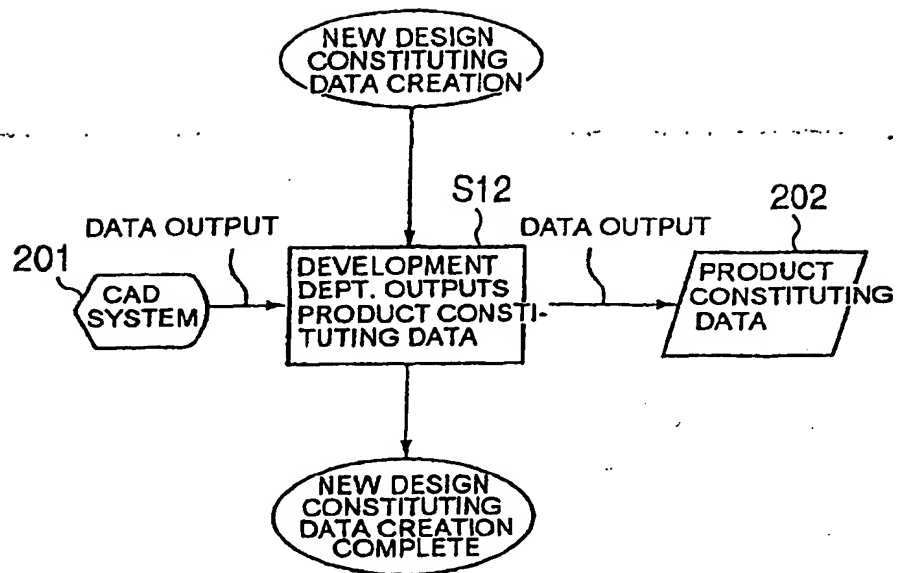 NEW DESIGN
CONSTITUTING
DATA CREATION
S12
202
DATA OUTPUT
DATA OUTPUT
201
CAD
SYSTEM
DEVELOPMENT
DEPT. OUTPUTS
PRODUCT CONSTI-
TUTING DATA
PRODUCT
CONSTITUTING
DATA
NEW DESIGN
CONSTITUTING
DATA CREATION
COMPLETE